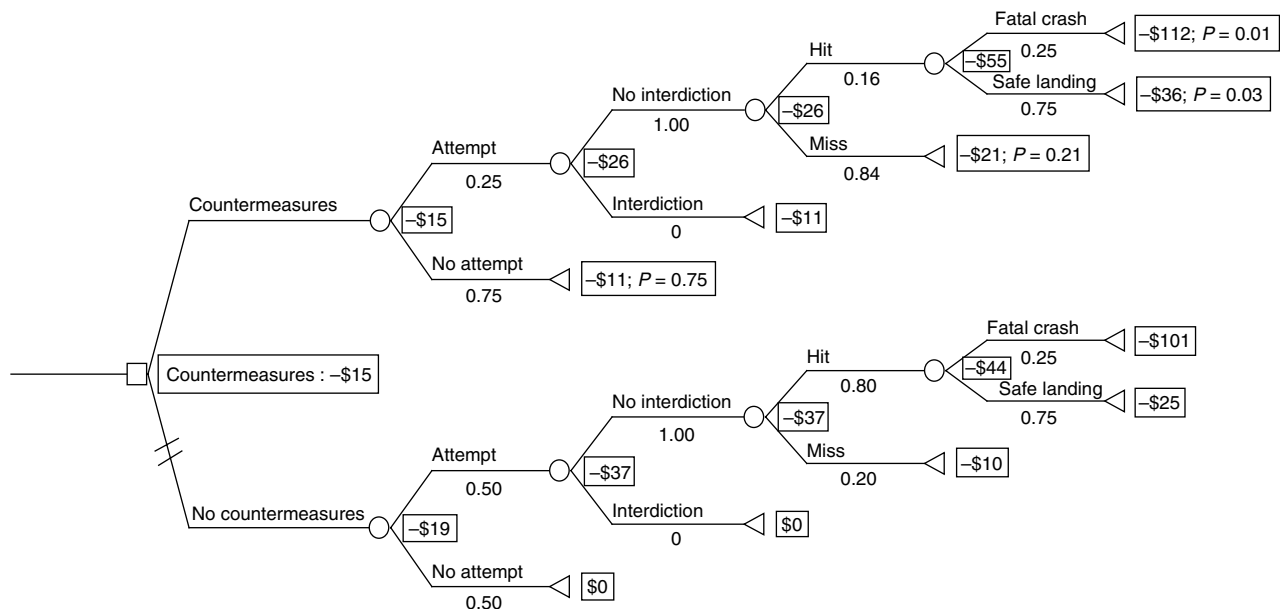 Fatal crash
–$112; P = 0.01
0.25
Hit
–$55
0.16
Safe landing
–$36; P = 0.03
0.75
No interdiction
–$26
1.00
Miss
–$21; P = 0.21
0.84
Attempt
–$26
0.25
Interdiction
–$11
0
Countermeasures
–$15
No attempt
–$11; P = 0.75
0.75
Countermeasures : –$15
Fatal crash
–$101
0.25
Hit
–$44
0.80
Safe landing
–$25
0.75
No interdiction
–$37
1.00
Miss
–$10
0.20
Attempt
–$37
0.50
Interdiction
$0
0
No countermeasures
–$19
No attempt
$0
0.50